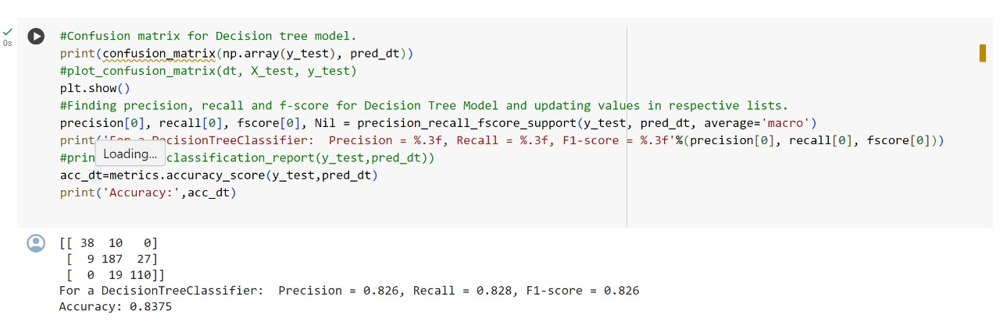 #Confusion matrix for Decision tree model.
0s
print(confusion_matrix(np.array(y_test), pred_dt))
#plot_confusion_matrix(dt, X_test, y_test)
plt.show()
#Finding precision, recall and f-score for Decision Tree Model and updating values in respective lists.
precision[0], recall[0], fscore[0], Nil = precision_recall_fscore_support(y_test, pred_dt, average='macro')
print('For a DecisionTreeClassifier:  Precision = %.3f, Recall = %.3f, F1-score = %.3f'%(precision[0], recall[0], fscore[0]))
Loading...
#prin classification_report(y_test,pred_dt))
acc_dt=metrics.accuracy_score(y_test,pred_dt)
print('Accuracy:',acc_dt)
[[ 38  10   0]
 [  9 187  27]
 [  0  19 110]]
For a DecisionTreeClassifier:  Precision = 0.826, Recall = 0.828, F1-score = 0.826
Accuracy: 0.8375